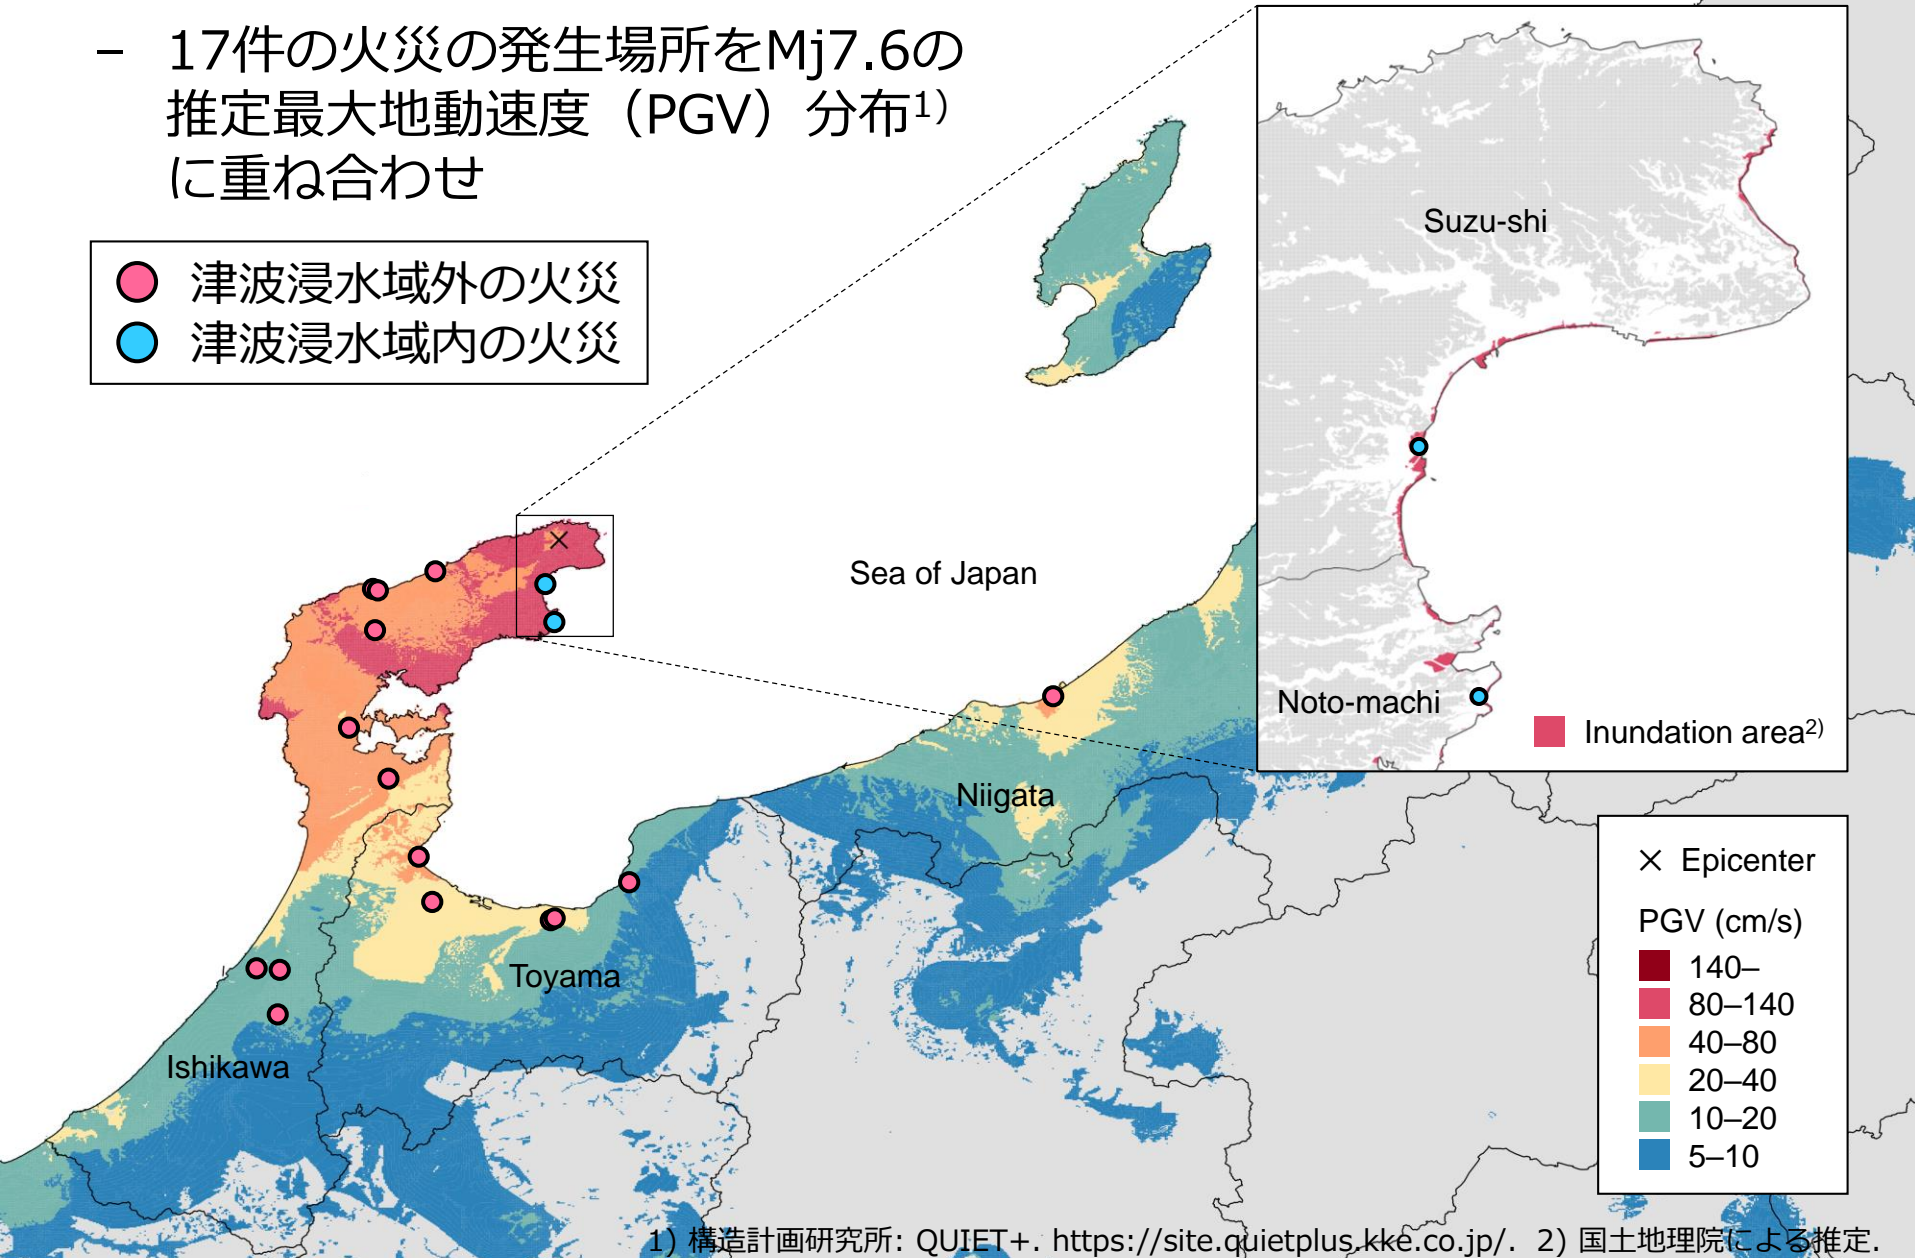 – 17件の火災の発生場所をMj7.6の
推定最大地動速度（PGV）分布1)
に重ね合わせ
津波浸水域外の火災
津波浸水域内の火災
Suzu-shi
Noto-machi
Inundation area2)
Sea of Japan
Niigata
Toyama
Ishikawa
× Epicenter
PGV (cm/s)
140–
80–140
40–80
20–40
10–20
5–10
1) 構造計画研究所: QUIET+. https://site.quietplus.kke.co.jp/. 2) 国土地理院による推定.